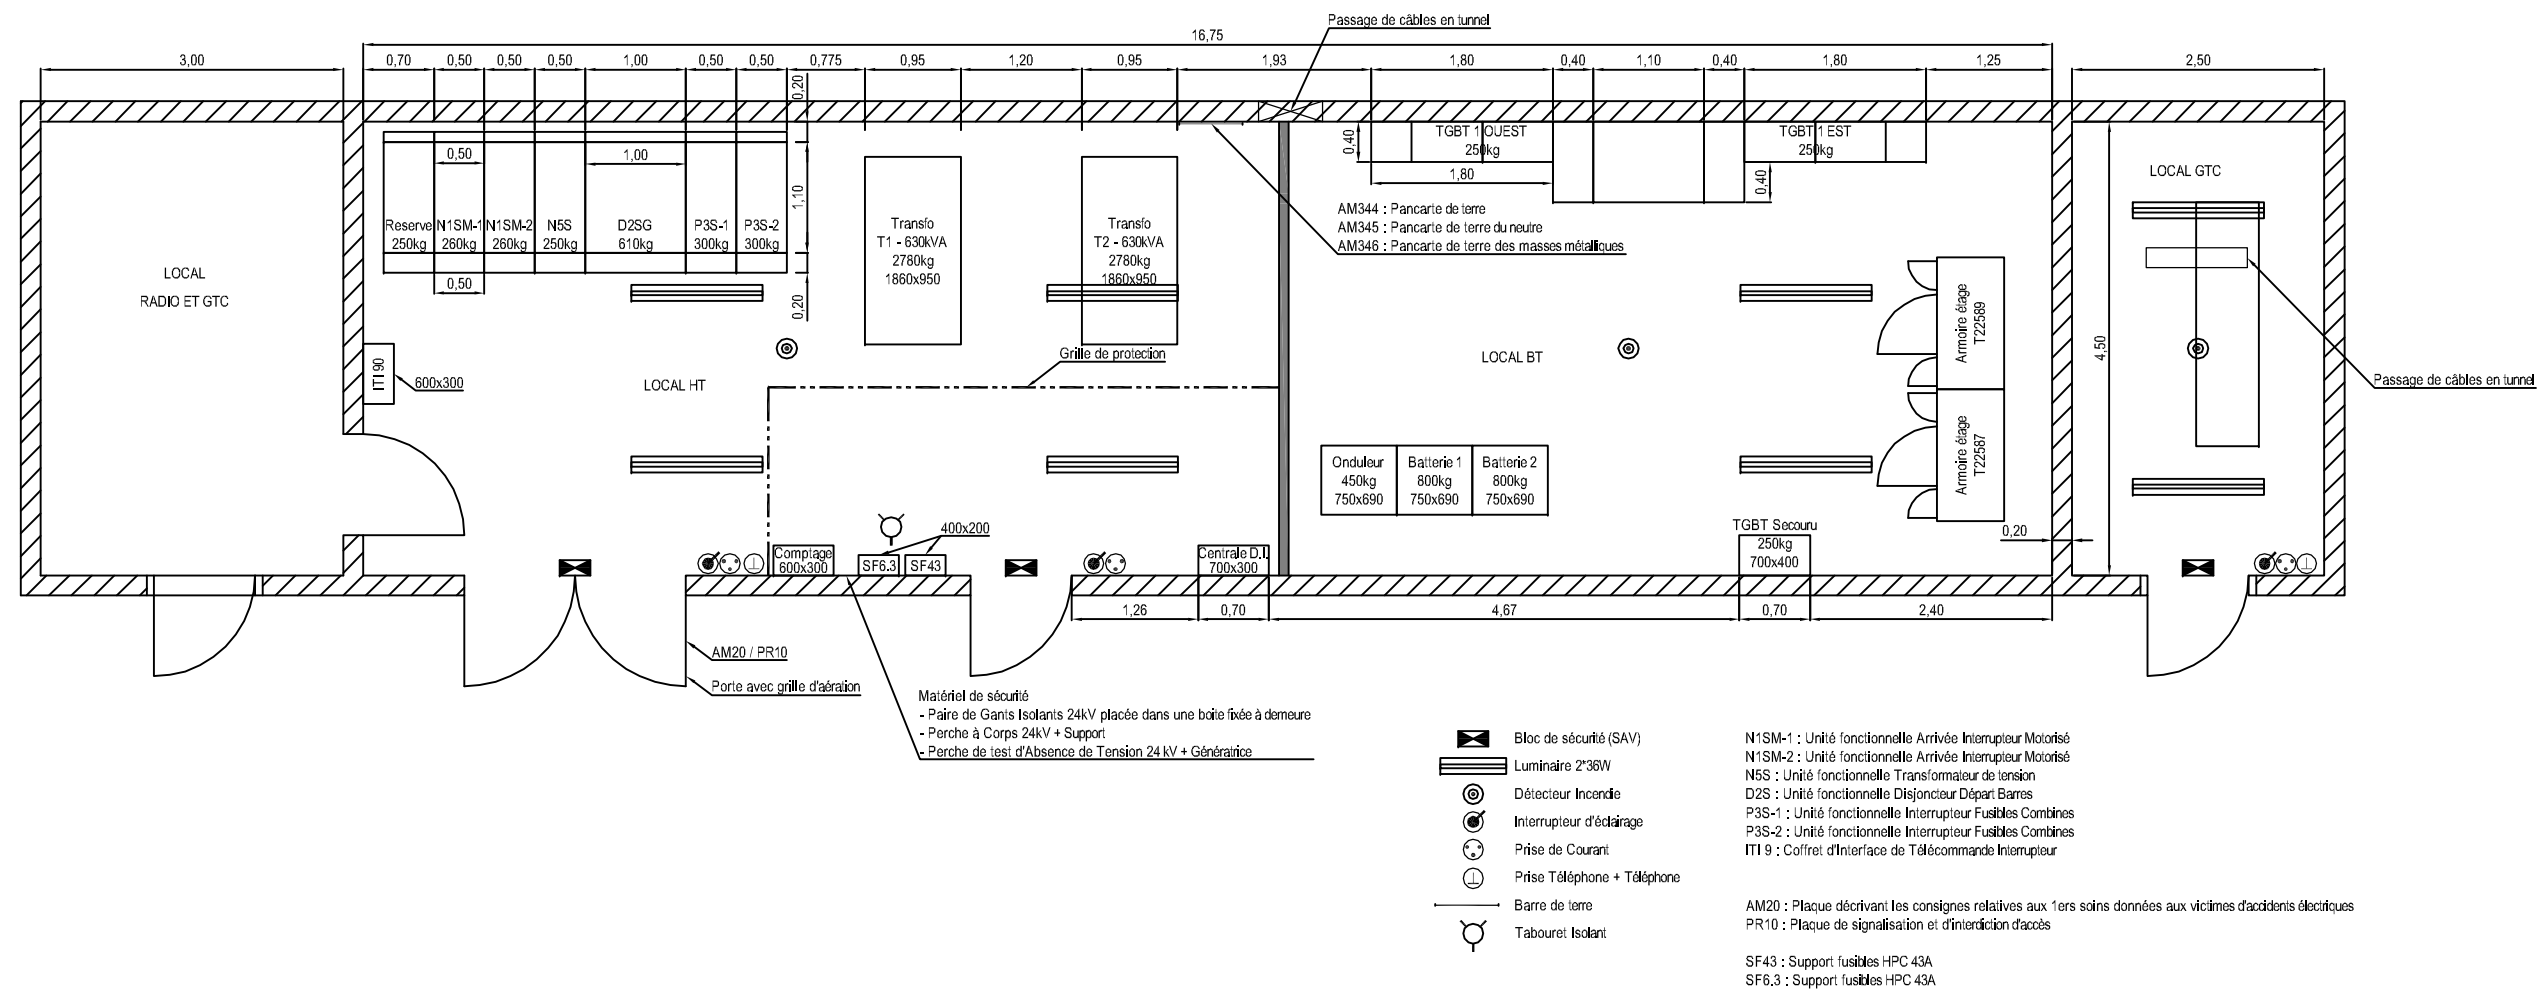 Passage de câbles en tunnel
16,75
3,00
0,70
0,50
0,50
0,50
1,00
0,50
0,50
0,775
0,95
1,20
0,95
1,93
1,80
0,40
1,10
0,40
1,80
1,25
2,50
0,20
0,50
1,00
1,10
0,40
TGBT 1 OUEST
250kg
1,80
TGBT 1 EST
250kg
0,40
LOCAL GTC
Reserve
250kg
N1SM-1
260kg
N1SM-2
260kg
N5S
250kg
D2SG
610kg
P3S-1
300kg
P3S-2
300kg
0,50
0,20
Transfo
T1 - 630kVA
2780kg
1860x950
Transfo
T2 - 630kVA
2780kg
1860x950
AM344 : Pancarte de terre
AM345 : Pancarte de terre du neutre
AM346 : Pancarte de terre des masses métalliques
LOCAL
RADIO ET GTC
ITI 90
600x300
LOCAL HT
Grille de protection
LOCAL BT
Armoire étage
T22589
Armoire étage
T22587
4,50
Passage de câbles en tunnel
Onduleur
450kg
750x690
Batterie 1
800kg
750x690
Batterie 2
800kg
750x690
400x200
Comptage
600x300
SF6.3
SF43
Centrale D.I.
700x300
TGBT Secouru
250kg
700x400
0,20
1,26
0,70
4,67
0,70
2,40
AM20 / PR10
Porte avec grille d'aération
Matériel de sécurité
- Paire de Gants Isolants 24kV placée dans une boite fixée à demeure
- Perche à Corps 24kV + Support
- Perche de test d'Absence de Tension 24 kV + Génératrice
Bloc de sécurité (SAV)
Luminaire 2*36W
Détecteur Incendie
Interrupteur d'éclairage
Prise de Courant
Prise Téléphone + Téléphone
Barre de terre
Tabouret Isolant
N1SM-1 : Unité fonctionnelle Arrivée Interrupteur Motorisé
N1SM-2 : Unité fonctionnelle Arrivée Interrupteur Motorisé
N5S : Unité fonctionnelle Transformateur de tension
D2S : Unité fonctionnelle Disjoncteur Départ Barres
P3S-1 : Unité fonctionnelle Interrupteur Fusibles Combines
P3S-2 : Unité fonctionnelle Interrupteur Fusibles Combines
ITI 9 : Coffret d'Interface de Télécommande Interrupteur
AM20 : Plaque décrivant les consignes relatives aux 1ers soins données aux victimes d'accidents électriques
PR10 : Plaque de signalisation et d'interdiction d'accès
SF43 : Support fusibles HPC 43A
SF6.3 : Support fusibles HPC 43A